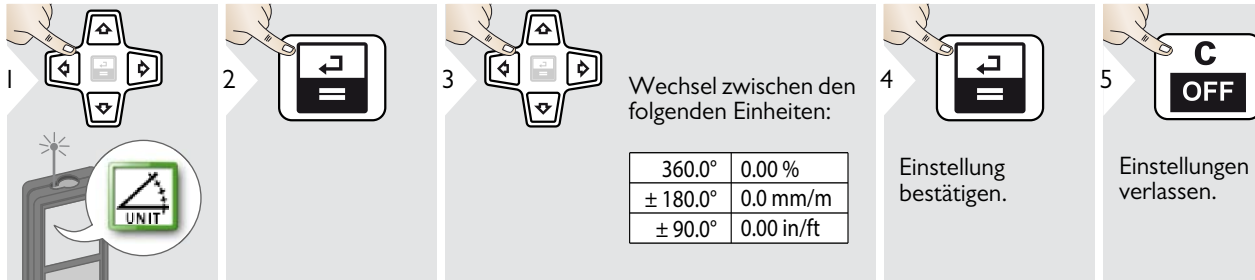 1
UNIT
2
3
Wechsel zwischen den
folgenden Einheiten:
360.0° 0.00 %
± 180.0° 0.0 mm/m
± 90.0° 0.00 in/ft
4
Einstellung
bestätigen.
5
C
OFF
Einstellungen
verlassen.